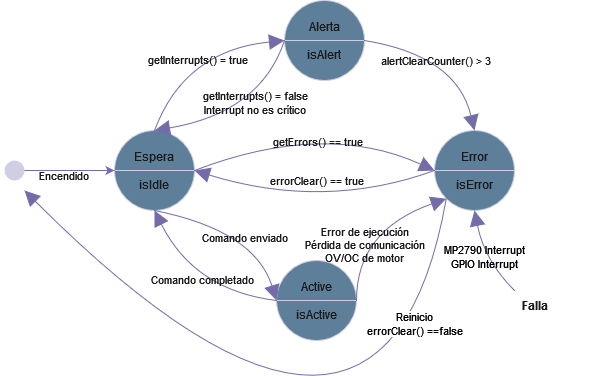 Alerta
isAlert
getInterrupts() = true
alertClearCounter() > 3
getInterrupts() = false
Interrupt no es crítico
getErrors() == true
Espera
isIdle
Error
isError
Encendido
errorClear() == true
Comando enviado
Error de ejecución
Pérdida de comunicación
OV/OC de motor
MP2790 Interrupt
GPIO Interrupt
Comando completado
Active
isActive
Falla
Reinicio
errorClear() ==false